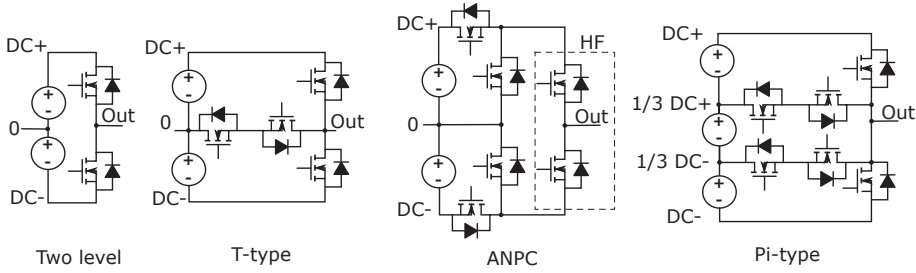 DC+
+
-
0
+
-
DC-
Out
Two level
DC+
+
-
0
+
-
DC-
Out
T-type
DC+
+
-
0
+
-
DC-
HF
Out
ANPC
DC+
+
-
1/3 DC+
+
-
1/3 DC-
+
-
DC-
Out
Pi-type